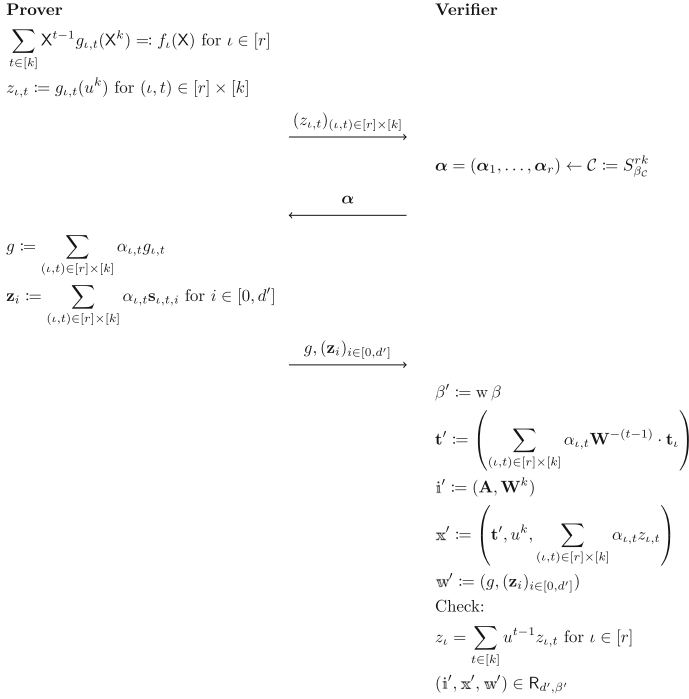 Prover Verifier
∑_{t∈[k]} X^{t−1} g_{ι,t}(X^k) =: f_ι(X) for ι ∈ [r]
z_{ι,t} := g_{ι,t}(u^k) for (ι, t) ∈ [r] × [k]
(z_{ι,t})_{(ι,t)∈[r]×[k]}
α = (α_1, . . . , α_r) ← C := S^{rk}_{β_C}
α
g := ∑_{(ι,t)∈[r]×[k]} α_{ι,t} g_{ι,t}
z_i := ∑_{(ι,t)∈[r]×[k]} α_{ι,t} s_{ι,t,i} for i ∈ [0, d′]
g, (z_i)_{i∈[0,d′]}
β′ := w β
t′ := ( ∑_{(ι,t)∈[r]×[k]} α_{ι,t} W^{−(t−1)} · t_ι )
𝕚′ := (A, W^k)
𝕩′ := ( t′, u^k, ∑_{(ι,t)∈[r]×[k]} α_{ι,t} z_{ι,t} )
𝕨′ := (g, (z_i)_{i∈[0,d′]})
Check:
z_ι = ∑_{t∈[k]} u^{t−1} z_{ι,t} for ι ∈ [r]
(𝕚′, 𝕩′, 𝕨′) ∈ R_{d′,β′}